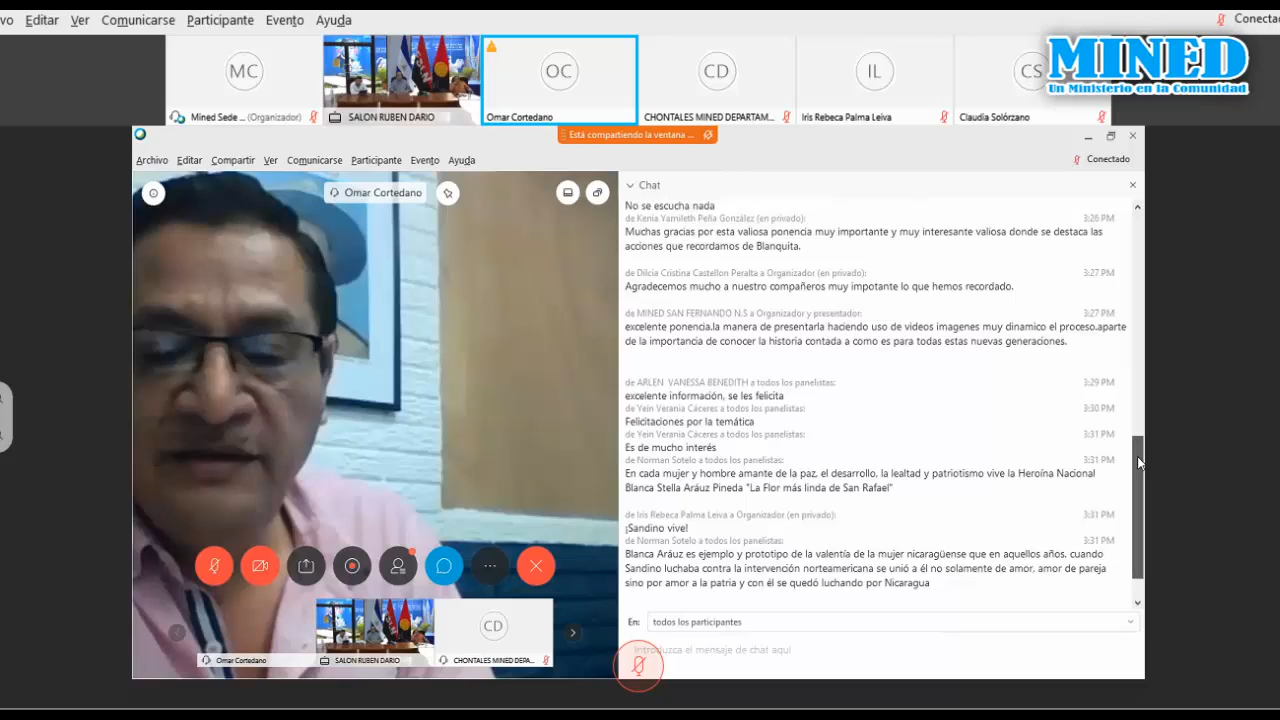 vo Editar Ver Comunicarse Participante Evento Ayuda
Conectac
MC
OC
CD
IL
CS
MINED
Un Ministerio en la Comunidad
Mined Sede ... (Organizador)
SALON RUBEN DARIO
Omar Cortedano
CHONTALES MINED DEPARTAM...
Iris Rebeca Palma Leiva
Claudia Solórzano
Está compartiendo la ventana ...
Archivo Editar Compartir Ver Comunicarse Participante Evento Ayuda
Conectado
Omar Cortedano
Chat
No se escucha nada
de Kenia Yamileth Peña González (en privado): 3:26 PM
Muchas gracias por esta valiosa ponencia muy importante y muy interesante valiosa donde se destaca las
acciones que recordamos de Blanquita.
de Dilcia Cristina Castellon Peralta a Organizador (en privado): 3:27 PM
Agradecemos mucho a nuestro compañeros muy impotante lo que hemos recordado.
de MINED SAN FERNANDO N.S a Organizador y presentador: 3:27 PM
excelente ponencia.la manera de presentarla haciendo uso de videos imagenes muy dinamico el proceso.aparte
de la importancia de conocer la historia contada a como es para todas estas nuevas generaciones.
de ARLEN VANESSA BENEDITH a todos los panelistas: 3:29 PM
excelente información, se les felicita
de Yein Verania Cáceres a todos los panelistas: 3:30 PM
Felicitaciones por la temática
de Yein Verania Cáceres a todos los panelistas: 3:31 PM
Es de mucho interés
de Norman Sotelo a todos los panelistas: 3:31 PM
En cada mujer y hombre amante de la paz, el desarrollo, la lealtad y patriotismo vive la Heroína Nacional
Blanca Stella Aráuz Pineda "La Flor más linda de San Rafael"
de Iris Rebeca Palma Leiva a Organizador (en privado): 3:31 PM
¡Sandino vive!
de Norman Sotelo a todos los panelistas: 3:31 PM
Blanca Aráuz es ejemplo y prototipo de la valentía de la mujer nicaragüense que en aquellos años, cuando
Sandino luchaba contra la intervención norteamericana se unió a él no solamente de amor, amor de pareja
sino por amor a la patria y con él se quedó luchando por Nicaragua
En: todos los participantes
Introduzca el mensaje de chat aquí
CD
Omar Cortedano
SALON RUBEN DARIO
CHONTALES MINED DEPA...